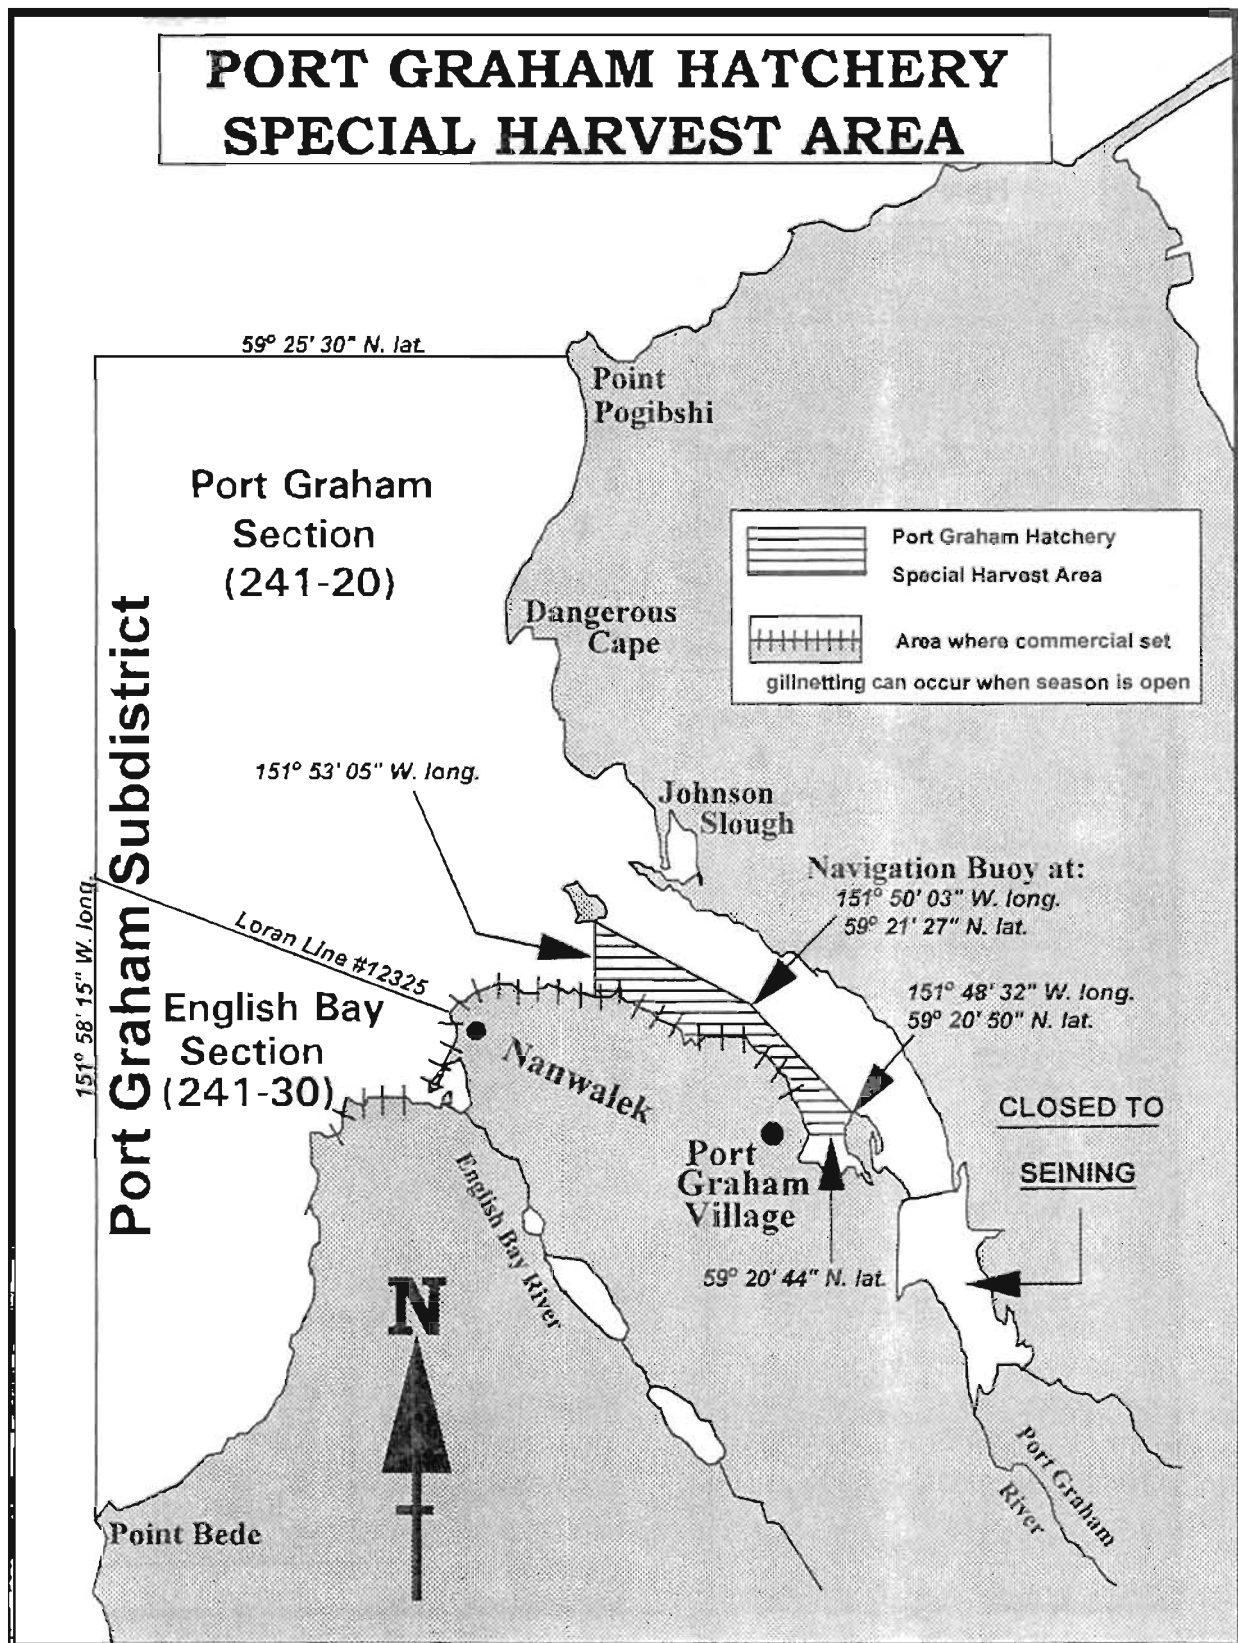 PORT GRAHAM HATCHERY
SPECIAL HARVEST AREA
59° 25' 30" N. lat.
Point
Pogibshi
Port Graham
Section
(241-20)
Port Graham Hatchery
Special Harvest Area
Area where commercial set
gillnetting can occur when season is open
Dangerous
Cape
Port Graham Subdistrict
151° 53' 05" W. long.
Johnson
Slough
Navigation Buoy at:
151° 50' 03" W. long.
59° 21' 27" N. lat.
151° 58' 15" W. long.
Loran Line #12325
151° 48' 32" W. long.
59° 20' 50" N. lat.
English Bay
Section
(241-30)
Nanwalek
CLOSED TO
SEINING
Port
Graham
Village
English Bay River
59° 20' 44" N. lat.
N
Port Graham
River
Point Bede